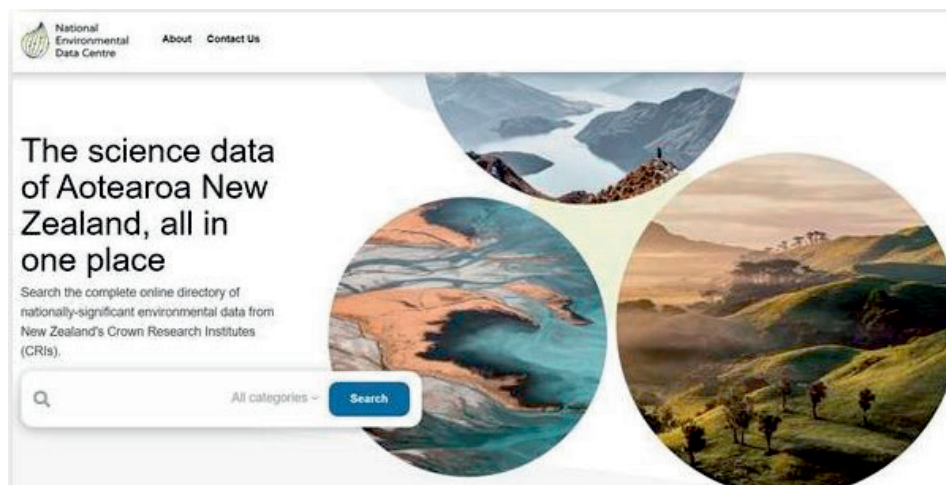 National
Environmental
Data Centre
About Contact Us
The science data
of Aotearoa New
Zealand, all in
one place
Search the complete online directory of
nationally-significant environmental data from
New Zealand's Crown Research Institutes
(CRIs).
All categories
Search